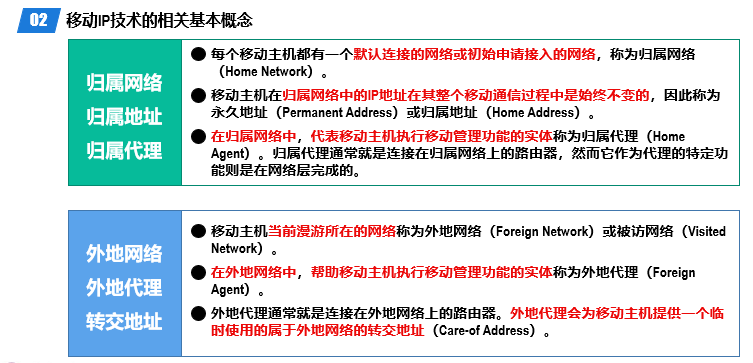 02 移动IP技术的相关基本概念
归属网络
归属地址
归属代理
● 每个移动主机都有一个默认连接的网络或初始申请接入的网络，称为归属网络
（Home Network）。
● 移动主机在归属网络中的IP地址在其整个移动通信过程中是始终不变的，因此称为
永久地址（Permanent Address）或归属地址（Home Address）。
● 在归属网络中，代表移动主机执行移动管理功能的实体称为归属代理（Home
Agent）。归属代理通常就是连接在归属网络上的路由器，然而它作为代理的特定功
能则是在网络层完成的。
外地网络
外地代理
转交地址
● 移动主机当前漫游所在的网络称为外地网络（Foreign Network）或被访网络（Visited
Network）。
● 在外地网络中，帮助移动主机执行移动管理功能的实体称为外地代理（Foreign
Agent）。
● 外地代理通常就是连接在外地网络上的路由器。外地代理会为移动主机提供一个临
时使用的属于外地网络的转交地址（Care-of Address）。